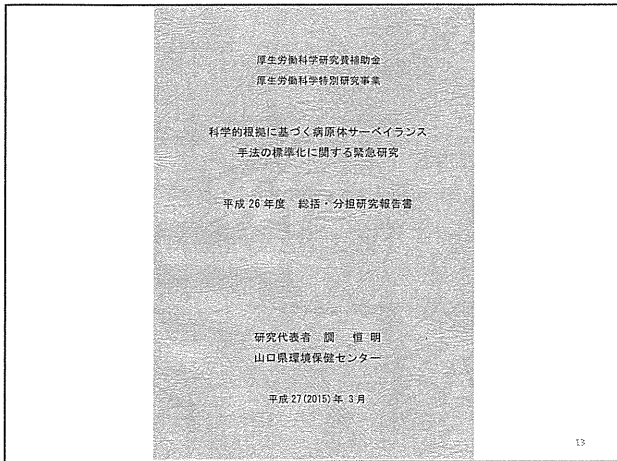 厚生労働科学研究費補助金
厚生労働科学特別研究事業
科学的根拠に基づく病原体サーベイランス
手法の標準化に関する緊急研究
平成 26 年度 総括・分担研究報告書
研究代表者 調 恒 明
山口県環境保健センター
平成 27(2015)年 3 月
13